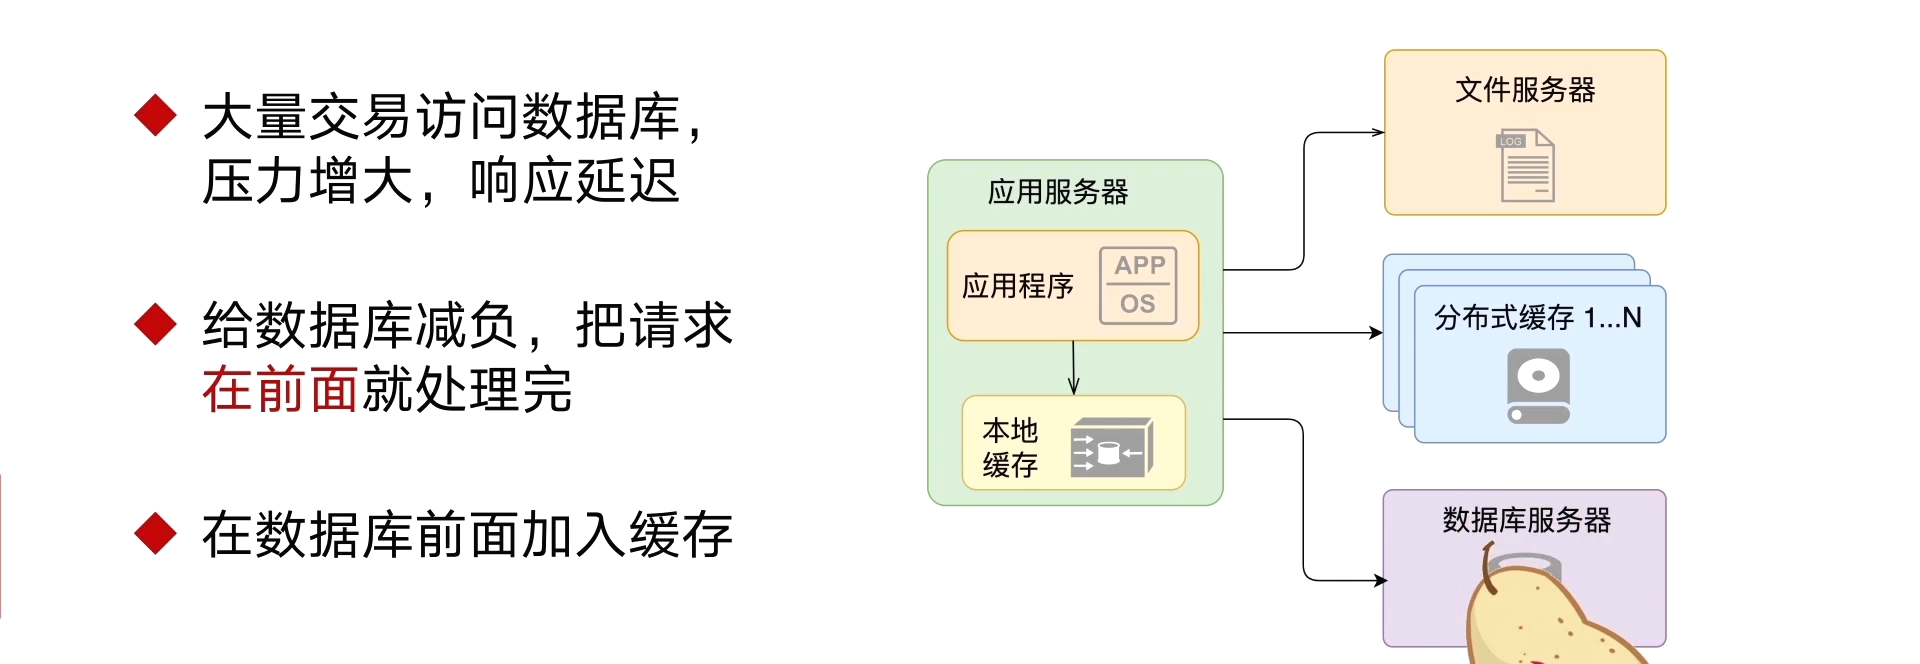 大量交易访问数据库，
压力增大，响应延迟
给数据库减负，把请求
在前面就处理完
在数据库前面加入缓存
应用服务器
应用程序
APP
OS
本地
缓存
文件服务器
LOG
分布式缓存 1...N
数据库服务器